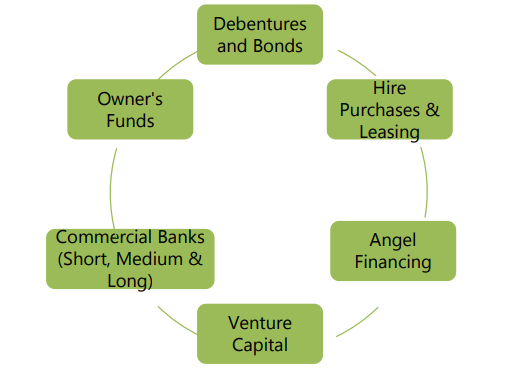 Debentures
and Bonds
Hire
Purchases &
Leasing
Angel
Financing
Venture
Capital
Commercial Banks
(Short, Medium &
Long)
Owner's
Funds